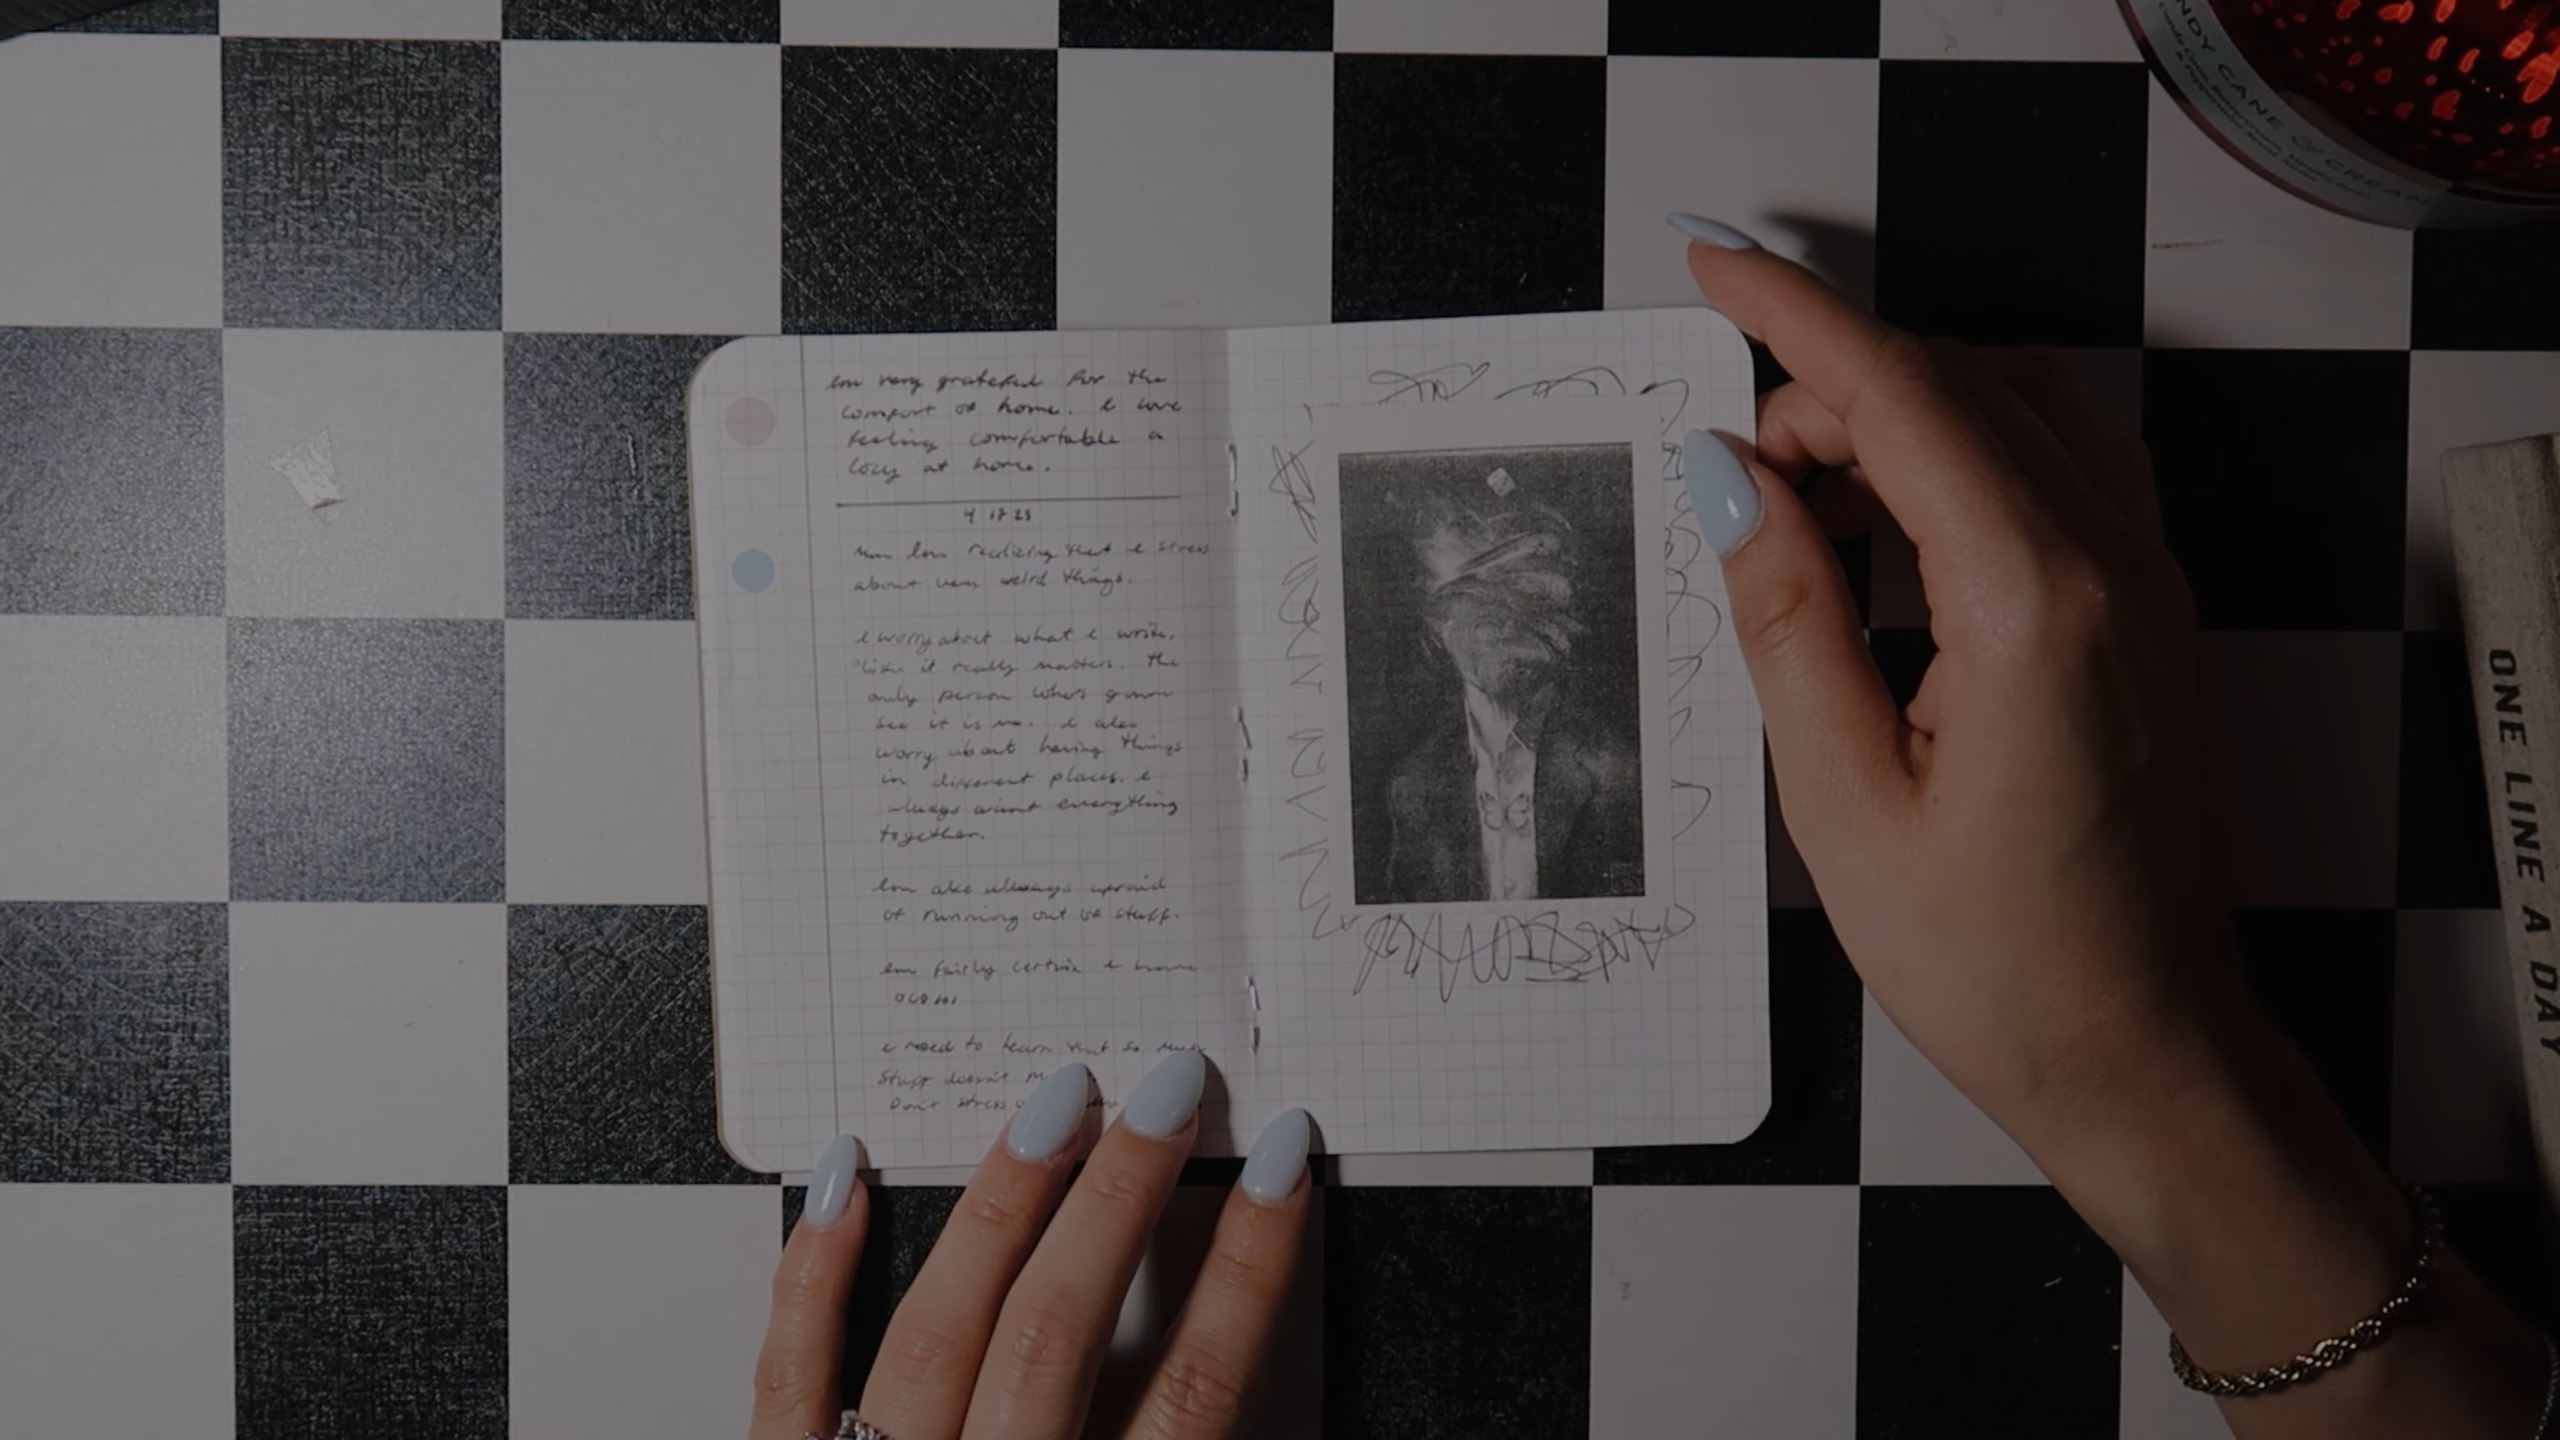 Im very grateful for the
comfort of home. I love
feeling comfortable a
cozy at home.
4 17 23
Im realizing that I stress
about very weird things.
I worry about what I write,
like it really matters. The
only person who's gonna
see it is me. I also
worry about having things
in different places. I
always want everything
together.
Im also always afraid
of running out of stuff.
Im fairly certain I have
OCD lol
I need to learn that so much
Stuff doesn't
Don't stress
CANDY CANE & CREAM
ONE LINE A DAY